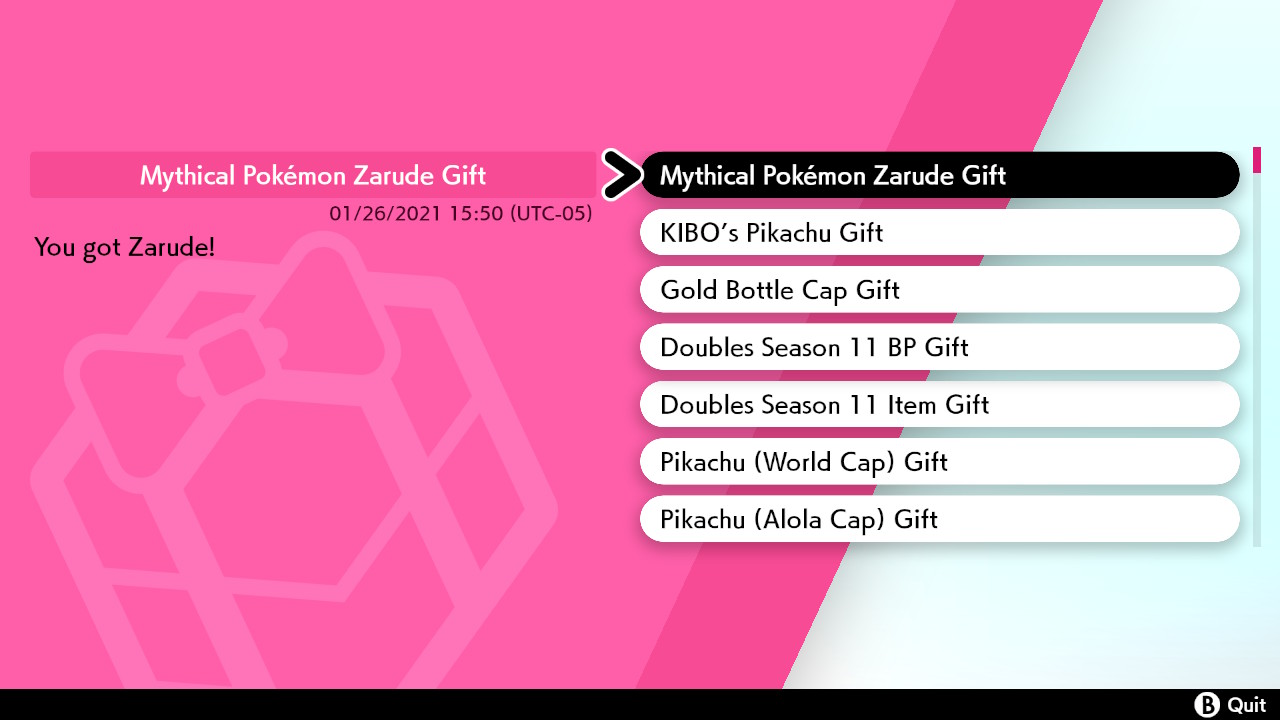 Mythical Pokémon Zarude Gift
01/26/2021 15:50 (UTC-05)
You got Zarude!
Mythical Pokémon Zarude Gift
KIBO's Pikachu Gift
Gold Bottle Cap Gift
Doubles Season 11 BP Gift
Doubles Season 11 Item Gift
Pikachu (World Cap) Gift
Pikachu (Alola Cap) Gift
B Quit